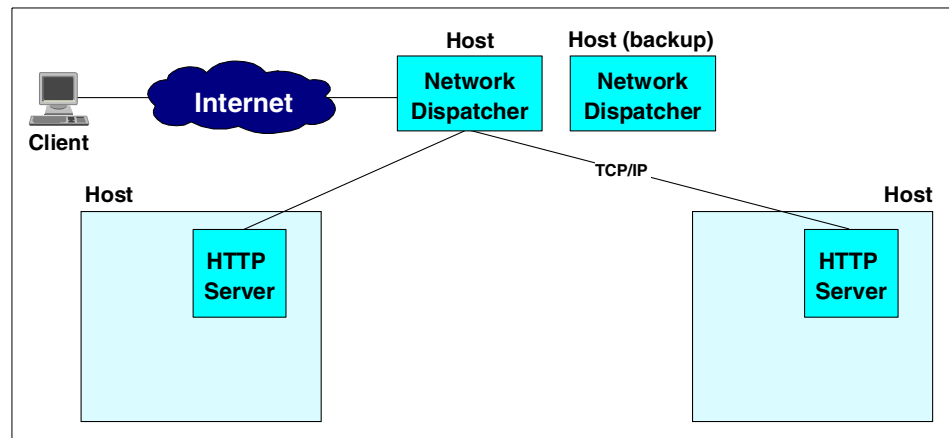 Host
Host (backup)
Network
Dispatcher
Network
Dispatcher
Internet
Client
TCP/IP
Host
Host
HTTP
Server
HTTP
Server